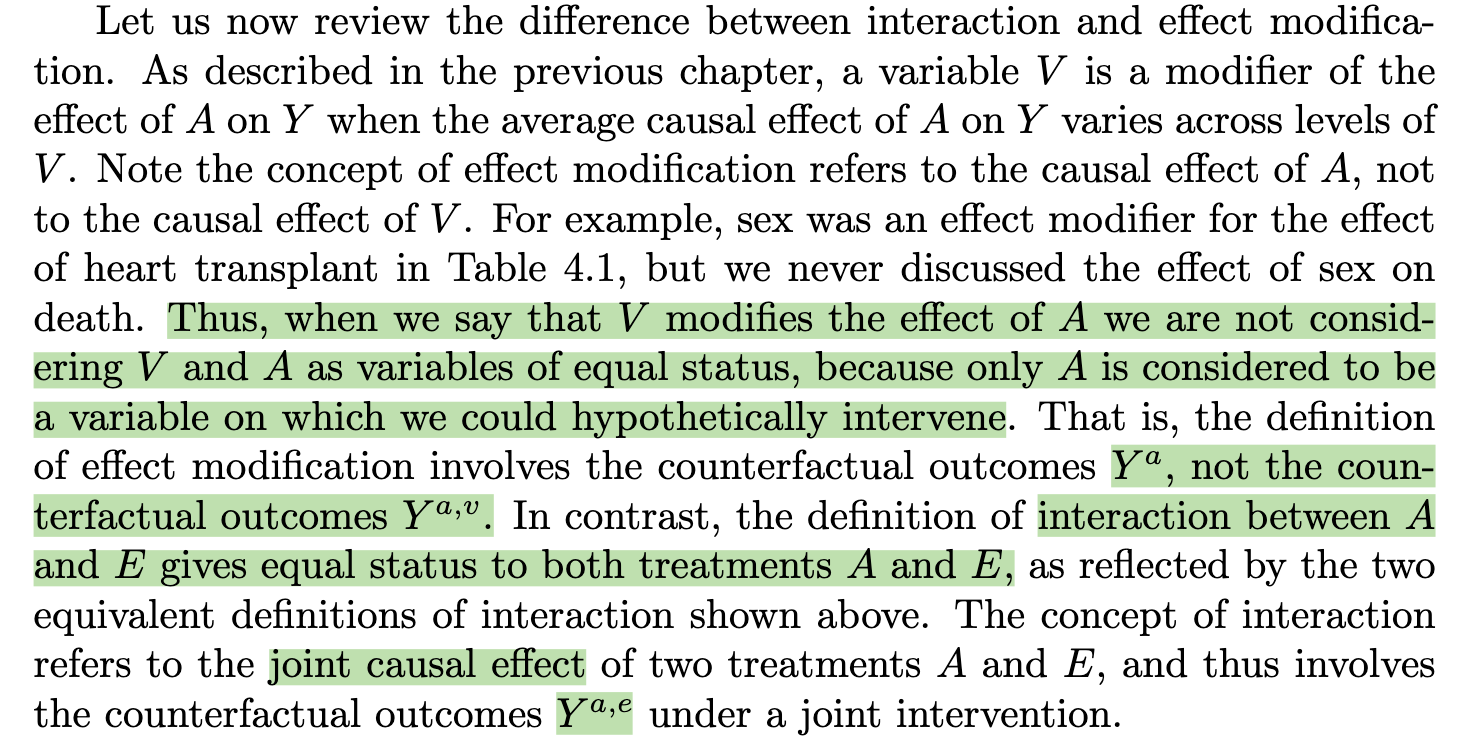 Let us now review the difference between interaction and effect modifica-
tion. As described in the previous chapter, a variable V is a modifier of the
effect of A on Y when the average causal effect of A on Y varies across levels of
V. Note the concept of effect modification refers to the causal effect of A, not
to the causal effect of V. For example, sex was an effect modifier for the effect
of heart transplant in Table 4.1, but we never discussed the effect of sex on
death. Thus, when we say that V modifies the effect of A we are not consid-
ering V and A as variables of equal status, because only A is considered to be
a variable on which we could hypothetically intervene. That is, the definition
of effect modification involves the counterfactual outcomes Yᵃ, not the coun-
terfactual outcomes Yᵃ,ᵛ. In contrast, the definition of interaction between A
and E gives equal status to both treatments A and E, as reflected by the two
equivalent definitions of interaction shown above. The concept of interaction
refers to the joint causal effect of two treatments A and E, and thus involves
the counterfactual outcomes Yᵃ,ᵉ under a joint intervention.